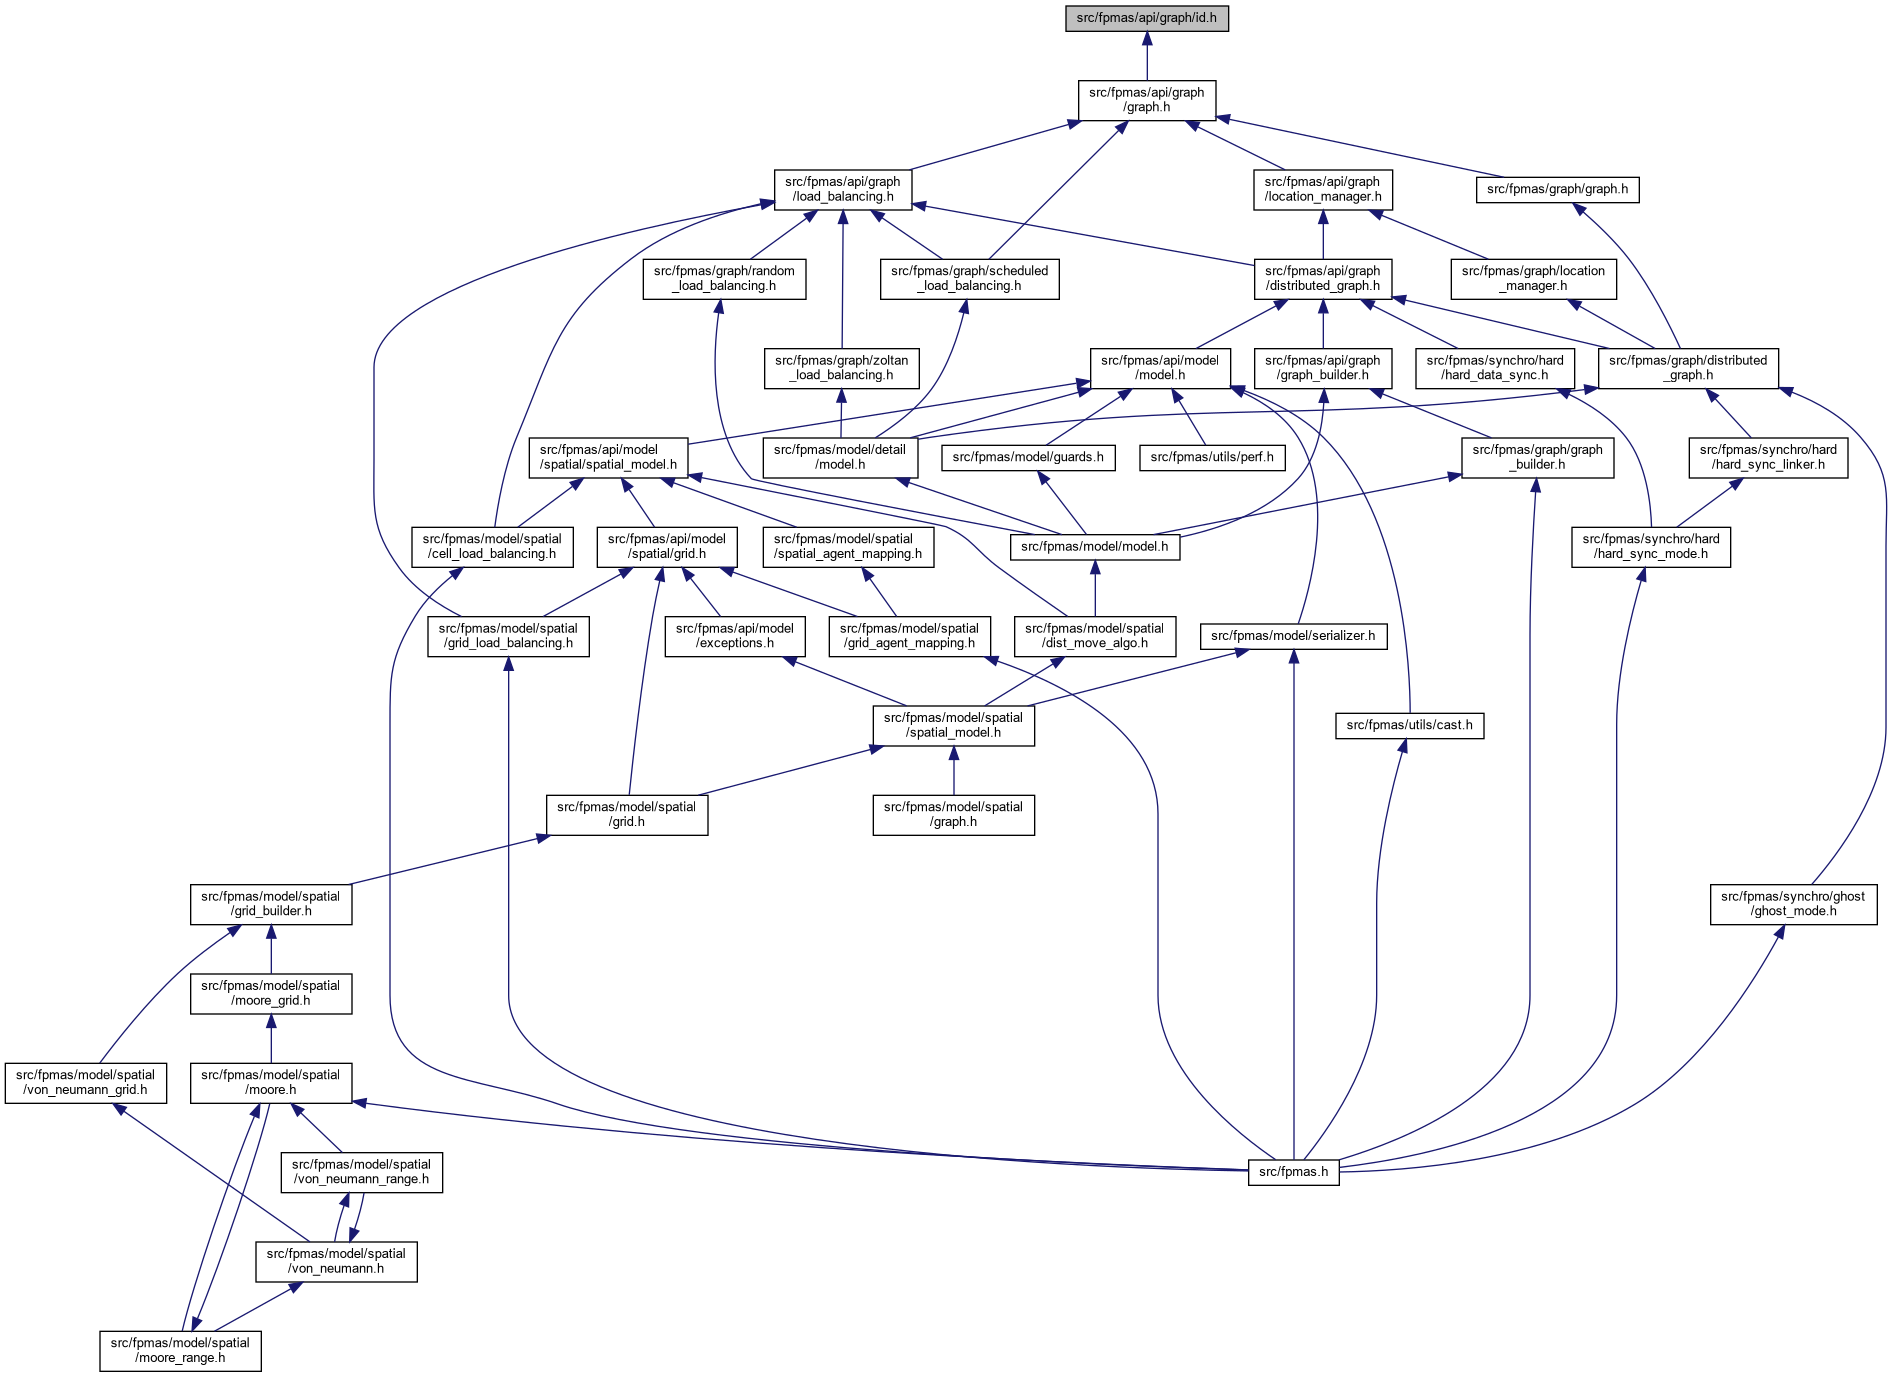 src/fpmas/api/graph/id.h
src/fpmas/api/graph
/graph.h
src/fpmas/api/graph
/load_balancing.h
src/fpmas/api/graph
/location_manager.h
src/fpmas/graph/graph.h
src/fpmas/graph/random
_load_balancing.h
src/fpmas/graph/scheduled
_load_balancing.h
src/fpmas/api/graph
/distributed_graph.h
src/fpmas/graph/location
_manager.h
src/fpmas/graph/zoltan
_load_balancing.h
src/fpmas/api/model
/model.h
src/fpmas/api/graph
/graph_builder.h
src/fpmas/synchro/hard
/hard_data_sync.h
src/fpmas/graph/distributed
_graph.h
src/fpmas/api/model
/spatial/spatial_model.h
src/fpmas/model/detail
/model.h
src/fpmas/model/guards.h
src/fpmas/utils/perf.h
src/fpmas/graph/graph
_builder.h
src/fpmas/synchro/hard
/hard_sync_linker.h
src/fpmas/model/spatial
/cell_load_balancing.h
src/fpmas/api/model
/spatial/grid.h
src/fpmas/model/spatial
/spatial_agent_mapping.h
src/fpmas/model/model.h
src/fpmas/synchro/hard
/hard_sync_mode.h
src/fpmas/model/spatial
/grid_load_balancing.h
src/fpmas/api/model
/exceptions.h
src/fpmas/model/spatial
/grid_agent_mapping.h
src/fpmas/model/spatial
/dist_move_algo.h
src/fpmas/model/serializer.h
src/fpmas/model/spatial
/spatial_model.h
src/fpmas/utils/cast.h
src/fpmas/model/spatial
/grid.h
src/fpmas/model/spatial
/graph.h
src/fpmas/model/spatial
/grid_builder.h
src/fpmas/synchro/ghost
/ghost_mode.h
src/fpmas/model/spatial
/moore_grid.h
src/fpmas/model/spatial
/von_neumann_grid.h
src/fpmas/model/spatial
/moore.h
src/fpmas/model/spatial
/von_neumann_range.h
src/fpmas.h
src/fpmas/model/spatial
/von_neumann.h
src/fpmas/model/spatial
/moore_range.h